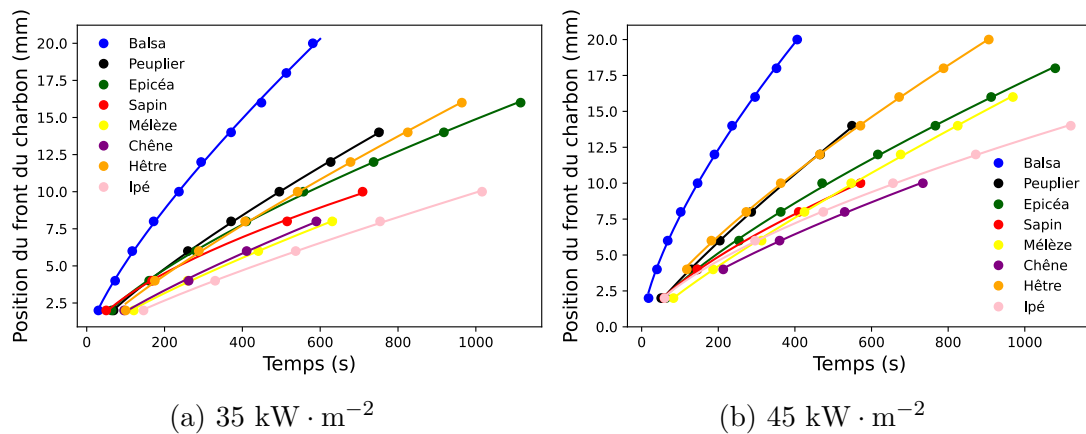 Position du front du charbon (mm)
20.0
17.5
15.0
12.5
10.0
7.5
5.0
2.5
Balsa
Peuplier
Epicéa
Sapin
Mélèze
Chêne
Hêtre
Ipé
0 200 400 600 800 1000
Temps (s)
(a) 35 kW · m⁻²
Position du front du charbon (mm)
20.0
17.5
15.0
12.5
10.0
7.5
5.0
2.5
0.0
Balsa
Peuplier
Epicéa
Sapin
Mélèze
Chêne
Hêtre
Ipé
0 200 400 600 800 1000
Temps (s)
(b) 45 kW · m⁻²